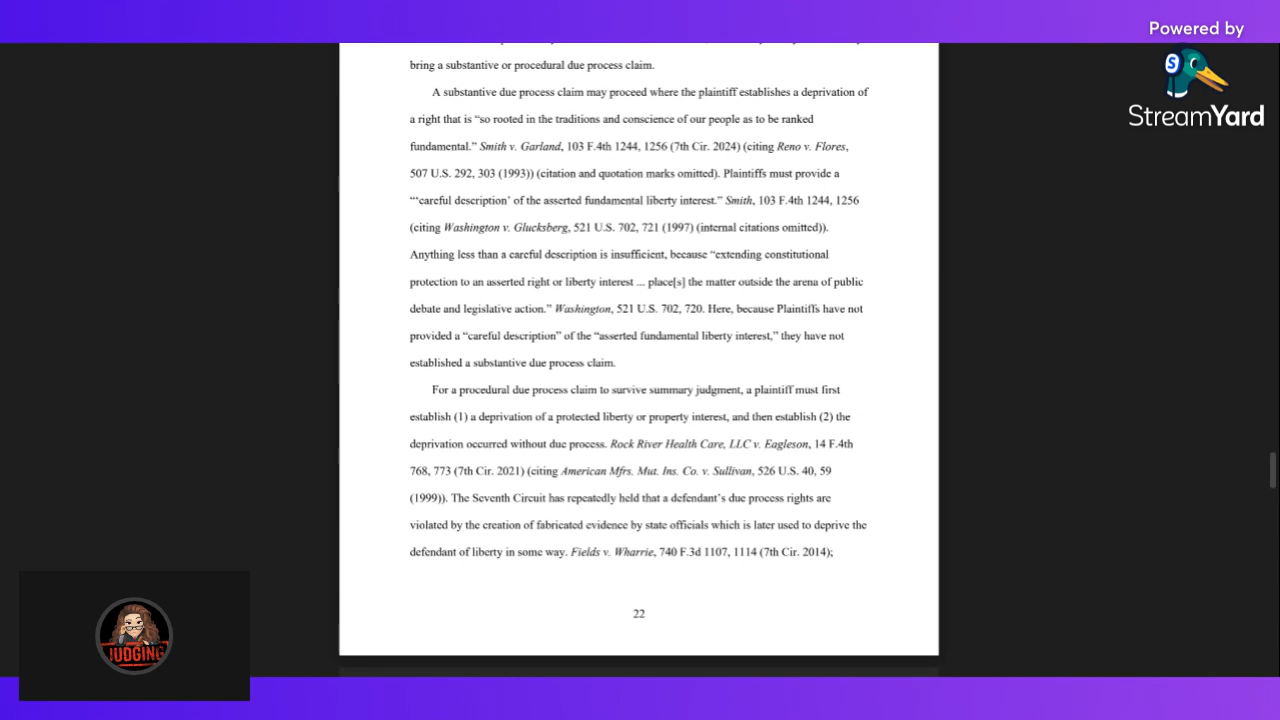 Powered by
StreamYard
bring a substantive or procedural due process claim.
A substantive due process claim may proceed where the plaintiff establishes a deprivation of
a right that is “so rooted in the traditions and conscience of our people as to be ranked
fundamental.” Smith v. Garland, 103 F.4th 1244, 1256 (7th Cir. 2024) (citing Reno v. Flores,
507 U.S. 292, 303 (1993)) (citation and quotation marks omitted). Plaintiffs must provide a
“‘careful description’ of the asserted fundamental liberty interest.” Smith, 103 F.4th 1244, 1256
(citing Washington v. Glucksberg, 521 U.S. 702, 721 (1997) (internal citations omitted)).
Anything less than a careful description is insufficient, because “extending constitutional
protection to an asserted right or liberty interest ... place[s] the matter outside the arena of public
debate and legislative action.” Washington, 521 U.S. 702, 720. Here, because Plaintiffs have not
provided a “careful description” of the “asserted fundamental liberty interest,” they have not
established a substantive due process claim.
For a procedural due process claim to survive summary judgment, a plaintiff must first
establish (1) a deprivation of a protected liberty or property interest, and then establish (2) the
deprivation occurred without due process. Rock River Health Care, LLC v. Eagleson, 14 F.4th
768, 773 (7th Cir. 2021) (citing American Mfrs. Mut. Ins. Co. v. Sullivan, 526 U.S. 40, 59
(1999)). The Seventh Circuit has repeatedly held that a defendant’s due process rights are
violated by the creation of fabricated evidence by state officials which is later used to deprive the
defendant of liberty in some way. Fields v. Wharrie, 740 F.3d 1107, 1114 (7th Cir. 2014);
22
JUDGING